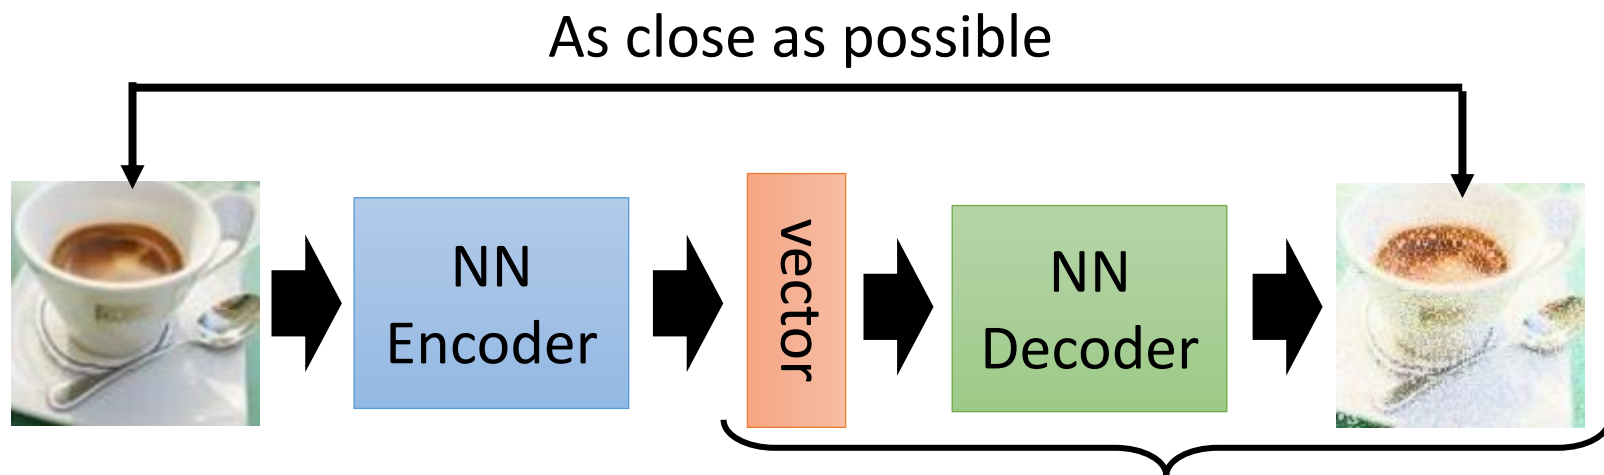 As close as possible
NN
Encoder
vector
NN
Decoder